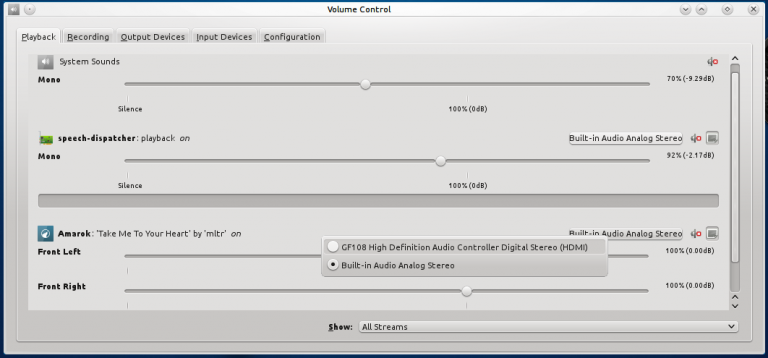 Volume Control
Playback Recording Output Devices Input Devices Configuration
System Sounds
Mono 70% (-9.29dB)
Silence 100% (0dB)
speech-dispatcher: playback on Built-in Audio Analog Stereo
Mono 92% (-2.17dB)
Silence 100% (0dB)
Amarok: 'Take Me To Your Heart' by 'mltr' on Built-in Audio Analog Stereo
GF108 High Definition Audio Controller Digital Stereo (HDMI)
Front Left 100% (0.00dB)
Built-in Audio Analog Stereo
Front Right 100% (0.00dB)
Show: All Streams